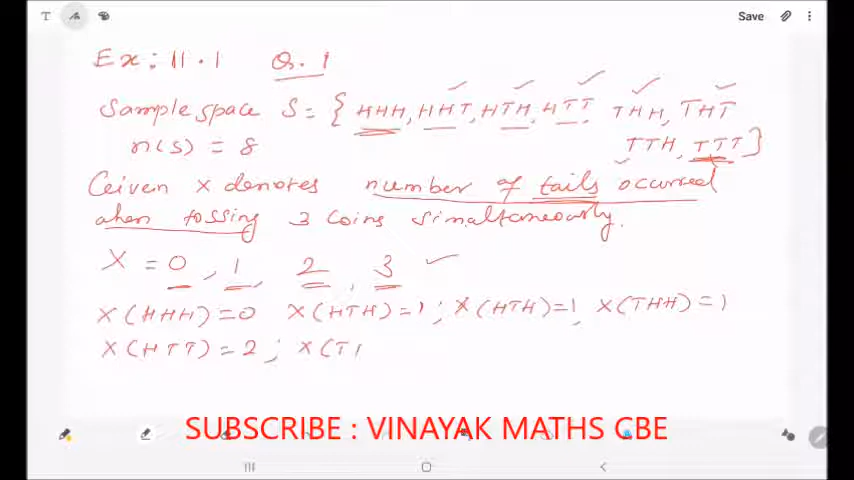 T Save
Ex : 11.1 Q. 1
Sample space S = { HHH, HHT, HTH, HTT THH, THT
TTH, TTT }
n(s) = 8
Given x denotes number of tails occurred
when tossing 3 coins simultaneously.
X = 0, 1, 2, 3
X(HHH)=0 X(HTH)=1; X(HTH)=1; X(THH)=1
X(HTT)=2; X(T
SUBSCRIBE : VINAYAK MATHS CBE